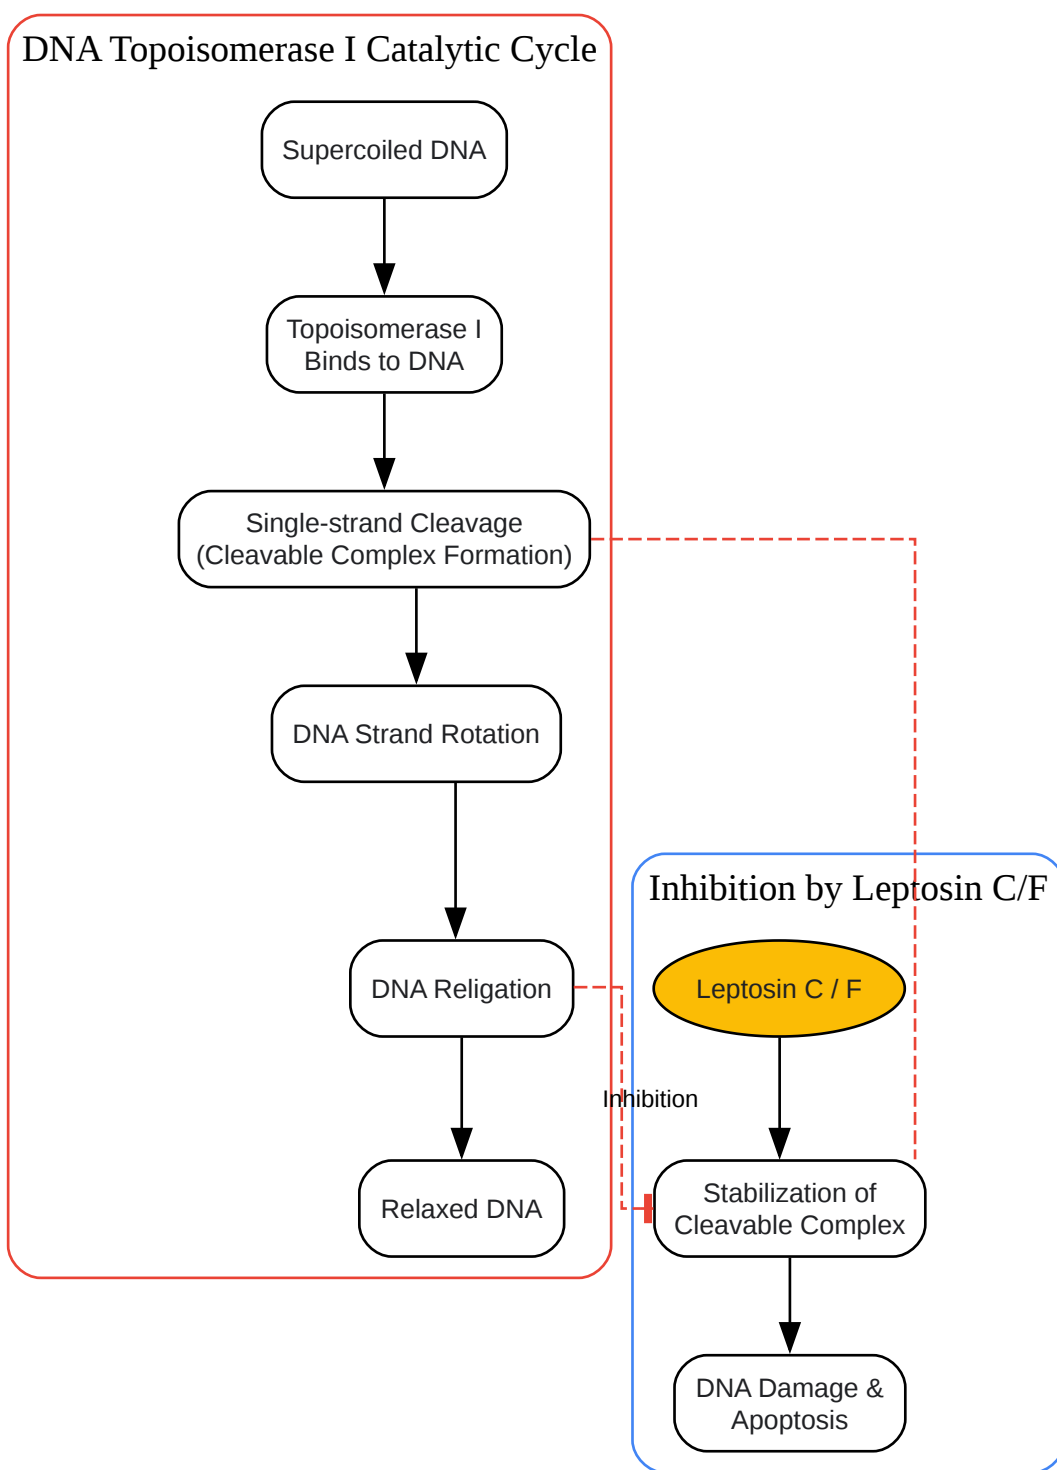 DNA Topoisomerase I Catalytic Cycle
Supercoiled DNA
Topoisomerase I
Binds to DNA
Single-strand Cleavage
(Cleavable Complex Formation)
DNA Strand Rotation
DNA Religation
Relaxed DNA
Inhibition
Inhibition by Leptosin C/F
Leptosin C / F
Stabilization of
Cleavable Complex
DNA Damage &
Apoptosis